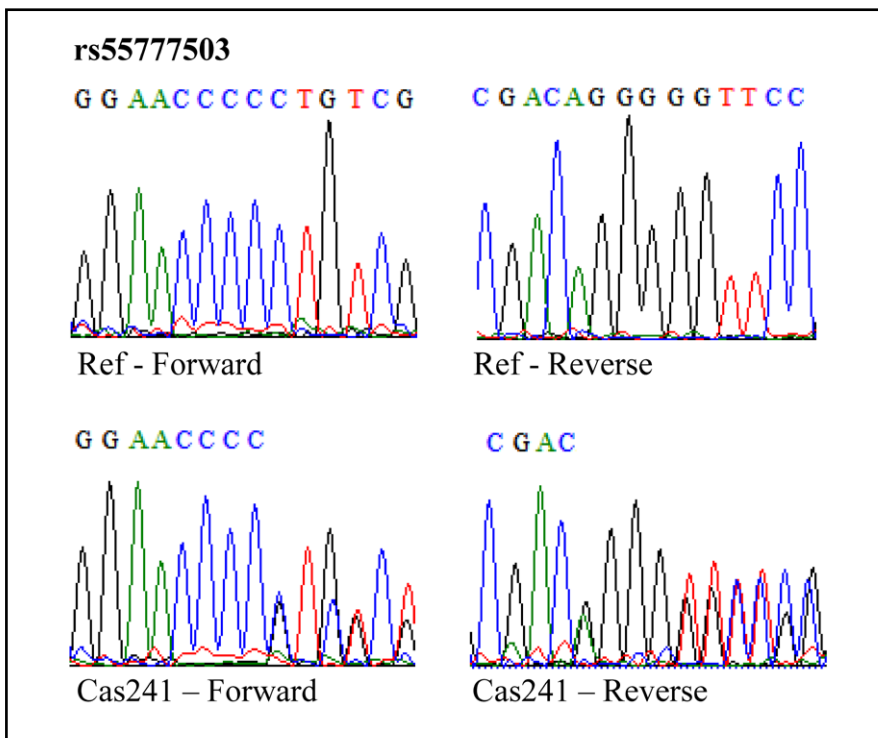 rs55777503
G G A A C C C C C T G T C G
C G A C A G G G G G T T C C
Ref - Forward
Ref - Reverse
G G A A C C C C
C G A C
Cas241 – Forward
Cas241 – Reverse